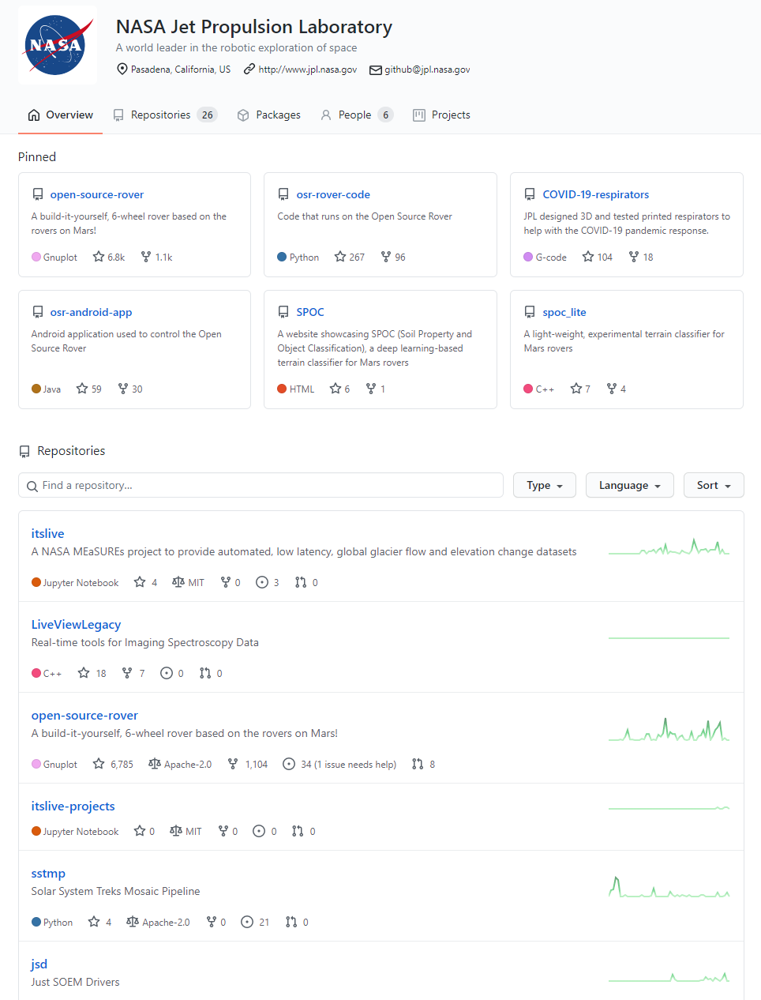 NASA
NASA Jet Propulsion Laboratory
A world leader in the robotic exploration of space
Pasadena, California, US http://www.jpl.nasa.gov github@jpl.nasa.gov
Overview Repositories 26 Packages People 6 Projects
Pinned
open-source-rover
A build-it-yourself, 6-wheel rover based on the
rovers on Mars!
Gnuplot 6.8k 1.1k
osr-rover-code
Code that runs on the Open Source Rover
Python 267 96
COVID-19-respirators
JPL designed 3D and tested printed respirators to
help with the COVID-19 pandemic response.
G-code 104 18
osr-android-app
Android application used to control the Open
Source Rover
Java 59 30
SPOC
A website showcasing SPOC (Soil Property and
Object Classification), a deep learning-based
terrain classifier for Mars rovers
HTML 6 1
spoc_lite
A light-weight, experimental terrain classifier for
Mars rovers
C++ 7 4
Repositories
Find a repository... Type Language Sort
itslive
A NASA MEaSUREs project to provide automated, low latency, global glacier flow and elevation change datasets
Jupyter Notebook 4 MIT 0 3 0
LiveViewLegacy
Real-time tools for Imaging Spectroscopy Data
C++ 18 7 0 0
open-source-rover
A build-it-yourself, 6-wheel rover based on the rovers on Mars!
Gnuplot 6,785 Apache-2.0 1,104 34 (1 issue needs help) 8
itslive-projects
Jupyter Notebook 0 MIT 0 0 0
sstmp
Solar System Treks Mosaic Pipeline
Python 4 Apache-2.0 0 21 0
jsd
Just SOEM Drivers